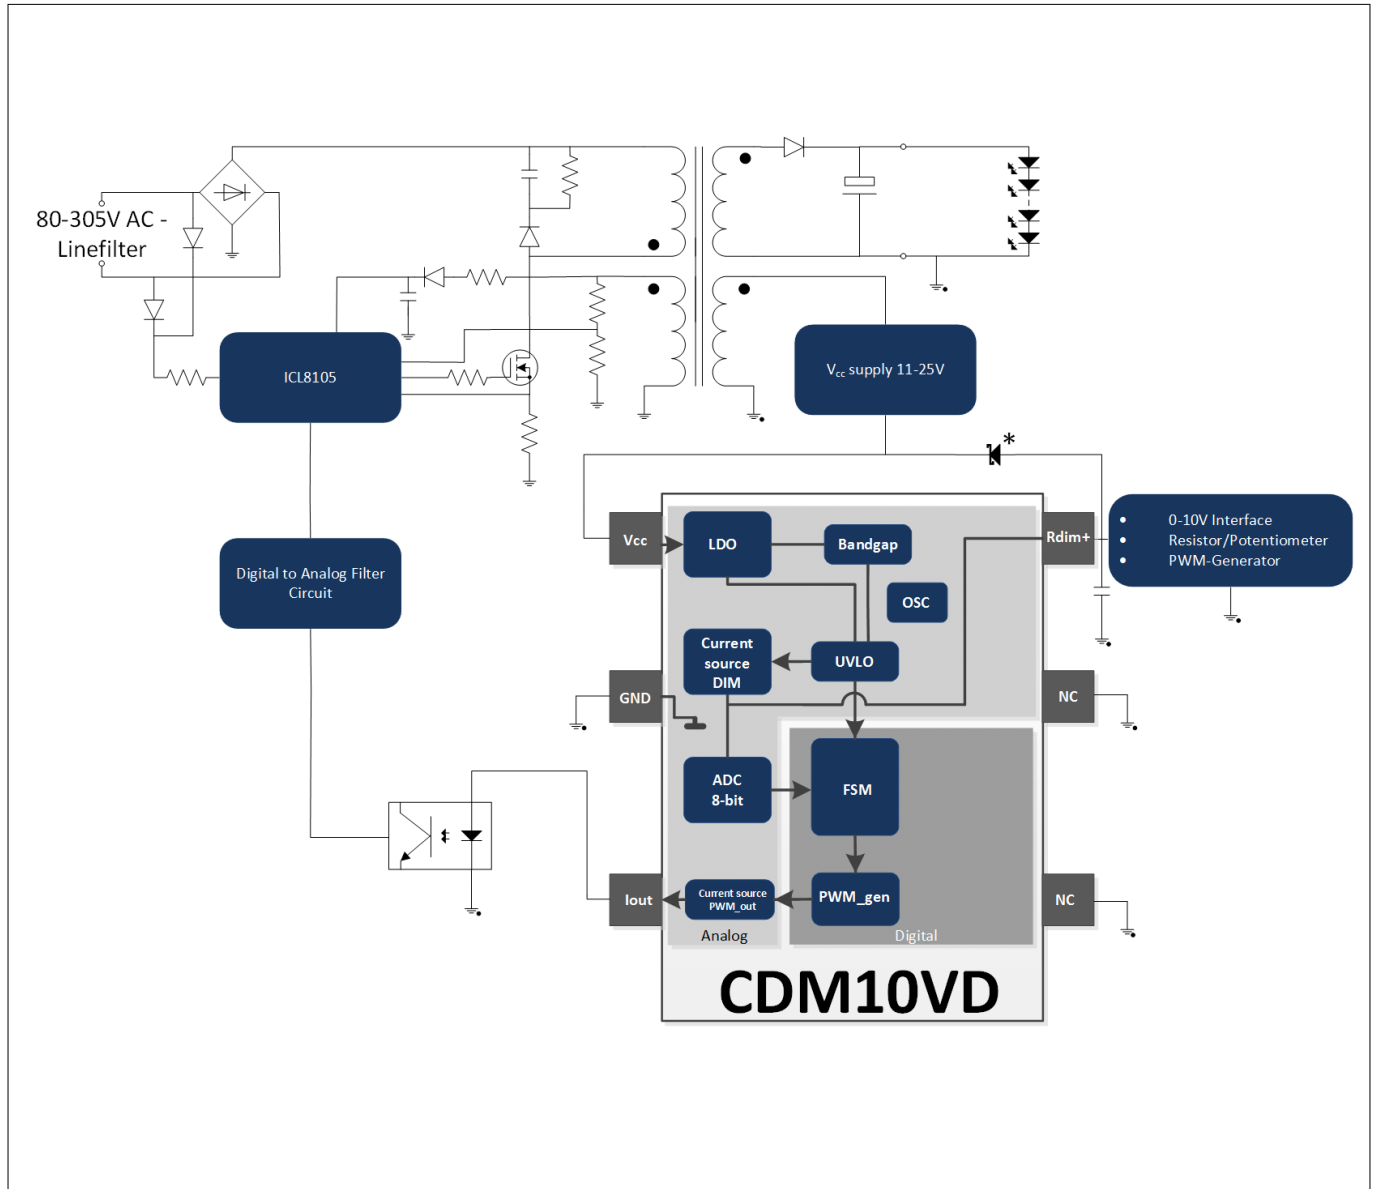 80-305V AC -
Linefilter
ICL8105
Vcc supply 11-25V
*
Digital to Analog Filter
Circuit
Vcc
LDO
Bandgap
OSC
Rdim+
• 0-10V Interface
• Resistor/Potentiometer
• PWM-Generator
Current
source
DIM
UVLO
GND
NC
ADC
8-bit
FSM
Iout
Current source
PWM_out
PWM_gen
NC
Analog
Digital
CDM10VD